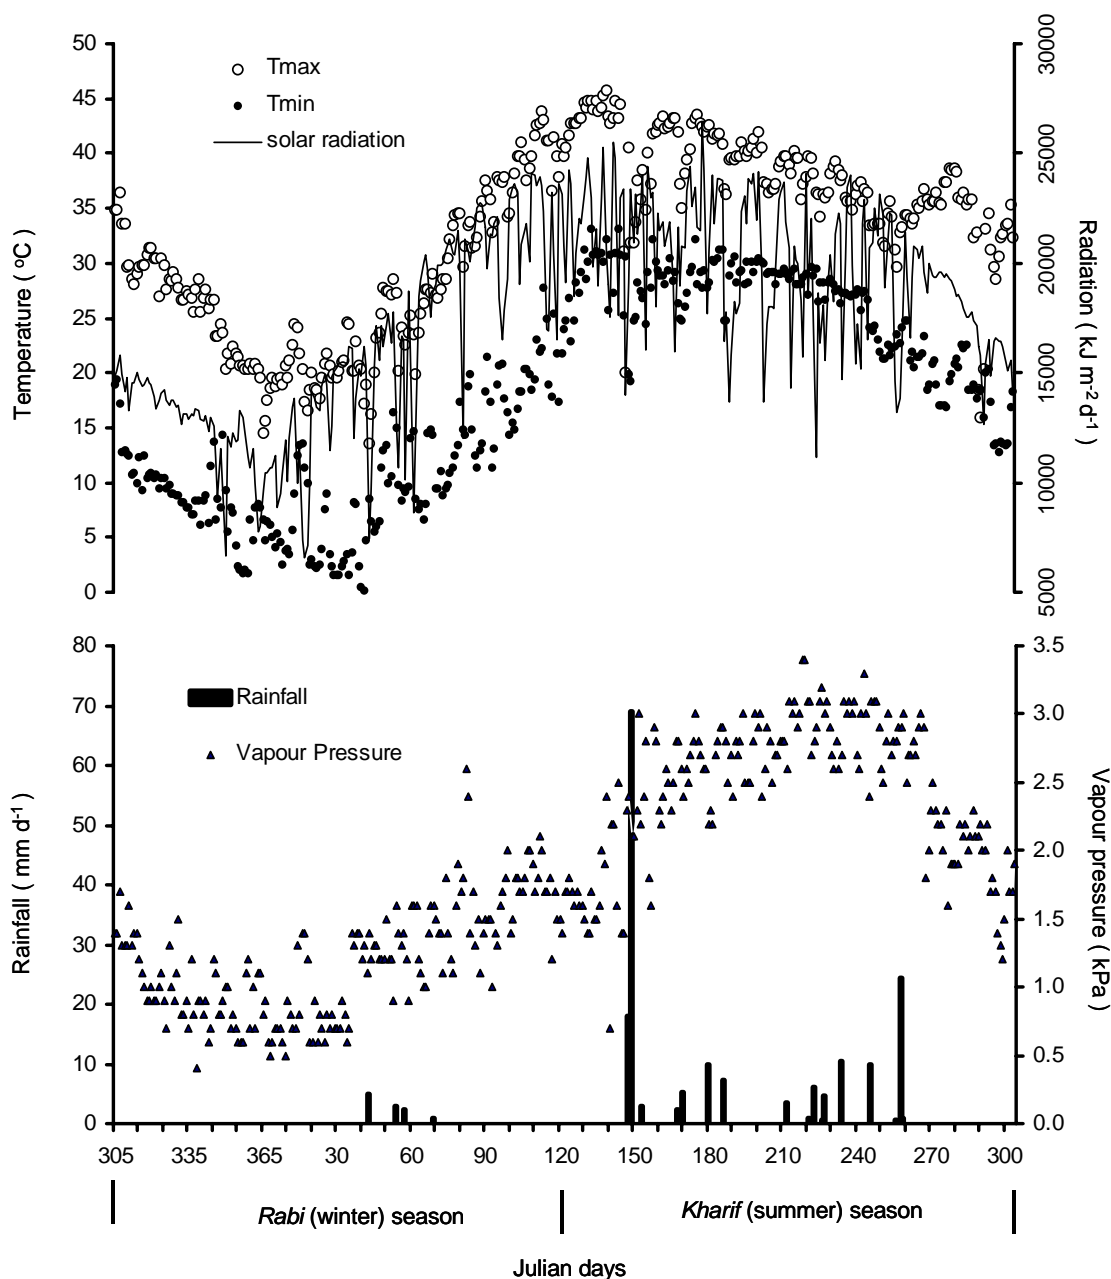 50
45
40
35
30
25
20
15
10
5
0
Temperature ( °C)
Tmax
Tmin
solar radiation
30000
25000
20000
15000
10000
5000
Radiation ( kJ m-2 d-1)
80
70
60
50
40
30
20
10
0
Rainfall ( mm d-1)
Rainfall
Vapour Pressure
3.5
3.0
2.5
2.0
1.5
1.0
0.5
0.0
Vapour pressure ( kPa)
305 335 365 30 60 90 120 150 180 210 240 270 300
Rabi (winter) season Kharif (summer) season
Julian days